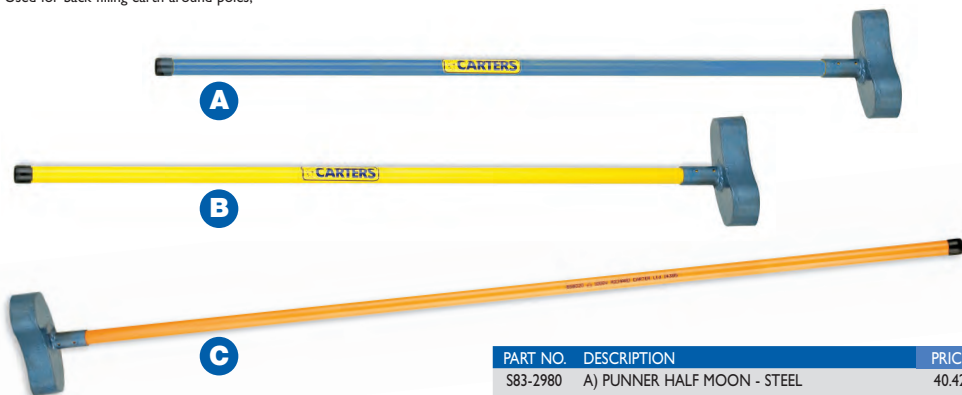 Used for back filling earth around poles,
CARTERS
A
CARTERS
B
C
PART NO. DESCRIPTION PRIC
S83-2980 A) PUNNER HALF MOON - STEEL 40.42